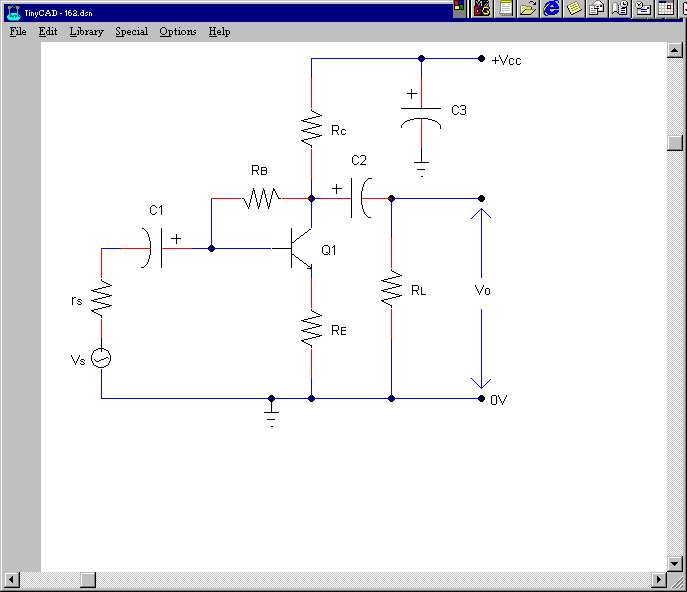 TinyCAD - 162.dsn
File Edit Library Special Options Help
+Vcc
+
C3
Rc
C2
+
RB
C1
+
Q1
rs
RL
Vo
RE
Vs
0V